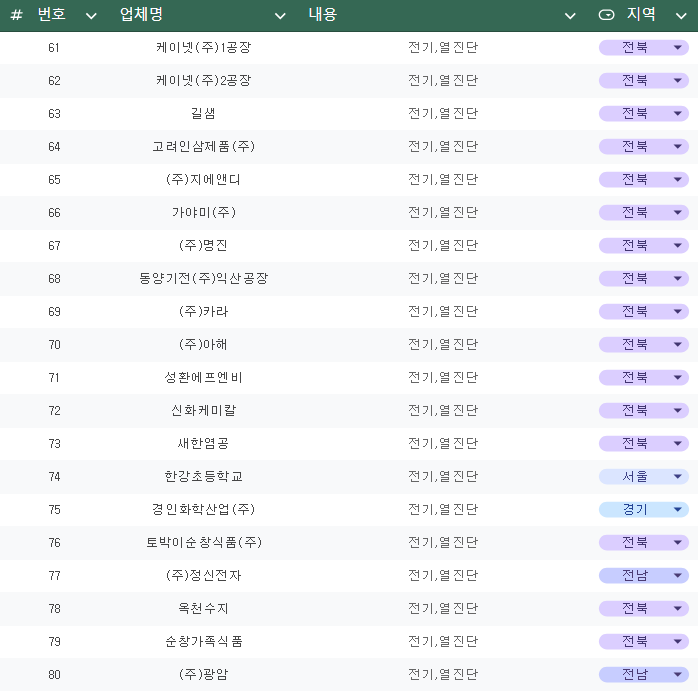 # 번호 업체명 내용 지역
61 케이넷(주)1공장 전기,열진단 전북
62 케이넷(주)2공장 전기,열진단 전북
63 길샘 전기,열진단 전북
64 고려인삼제품(주) 전기,열진단 전북
65 (주)지에앤디 전기,열진단 전북
66 가야미(주) 전기,열진단 전북
67 (주)명진 전기,열진단 전북
68 동양기전(주)익산공장 전기,열진단 전북
69 (주)카라 전기,열진단 전북
70 (주)아해 전기,열진단 전북
71 성환에프엔비 전기,열진단 전북
72 신화케미칼 전기,열진단 전북
73 새한염공 전기,열진단 전북
74 한강초등학교 전기,열진단 서울
75 경인화학산업(주) 전기,열진단 경기
76 토박이순창식품(주) 전기,열진단 전북
77 (주)정신전자 전기,열진단 전남
78 옥천수지 전기,열진단 전북
79 순창가족식품 전기,열진단 전북
80 (주)광암 전기,열진단 전남